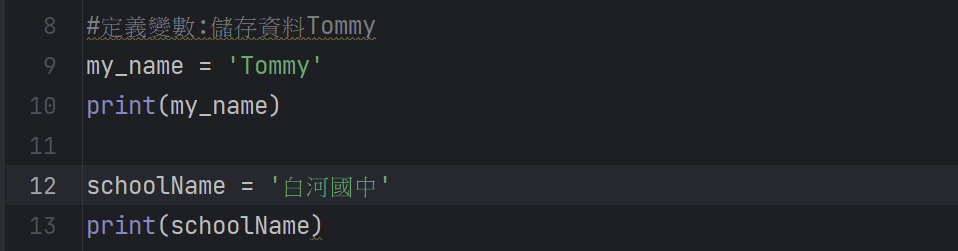 8 #定義變數:儲存資料Tommy
9 my_name = 'Tommy'
10 print(my_name)
11
12 schoolName = '白河國中'
13 print(schoolName)